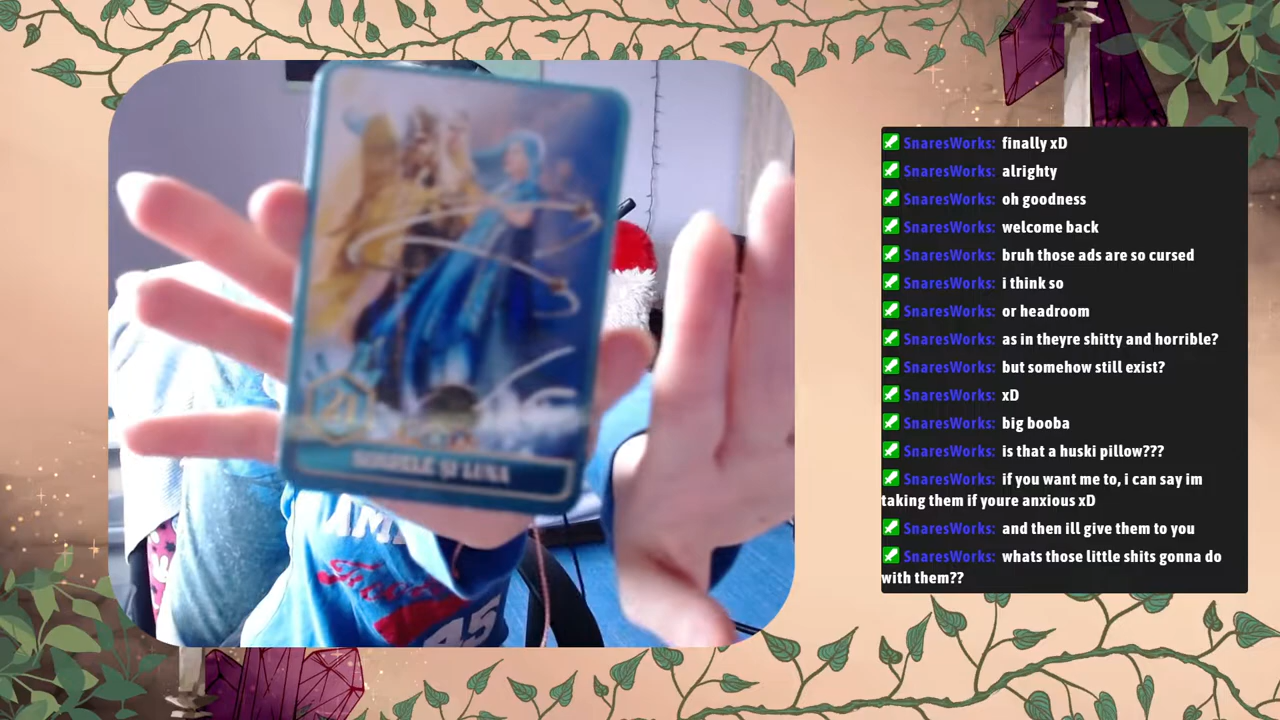 SnaresWorks: finally xD
SnaresWorks: alrighty
SnaresWorks: oh goodness
SnaresWorks: welcome back
SnaresWorks: bruh those ads are so cursed
SnaresWorks: i think so
SnaresWorks: or headroom
SnaresWorks: as in theyre shitty and horrible?
SnaresWorks: but somehow still exist?
SnaresWorks: xD
SnaresWorks: big booba
SnaresWorks: is that a huski pillow???
SnaresWorks: if you want me to, i can say im
taking them if youre anxious xD
SnaresWorks: and then ill give them to you
SnaresWorks: whats those little shits gonna do
with them??
21